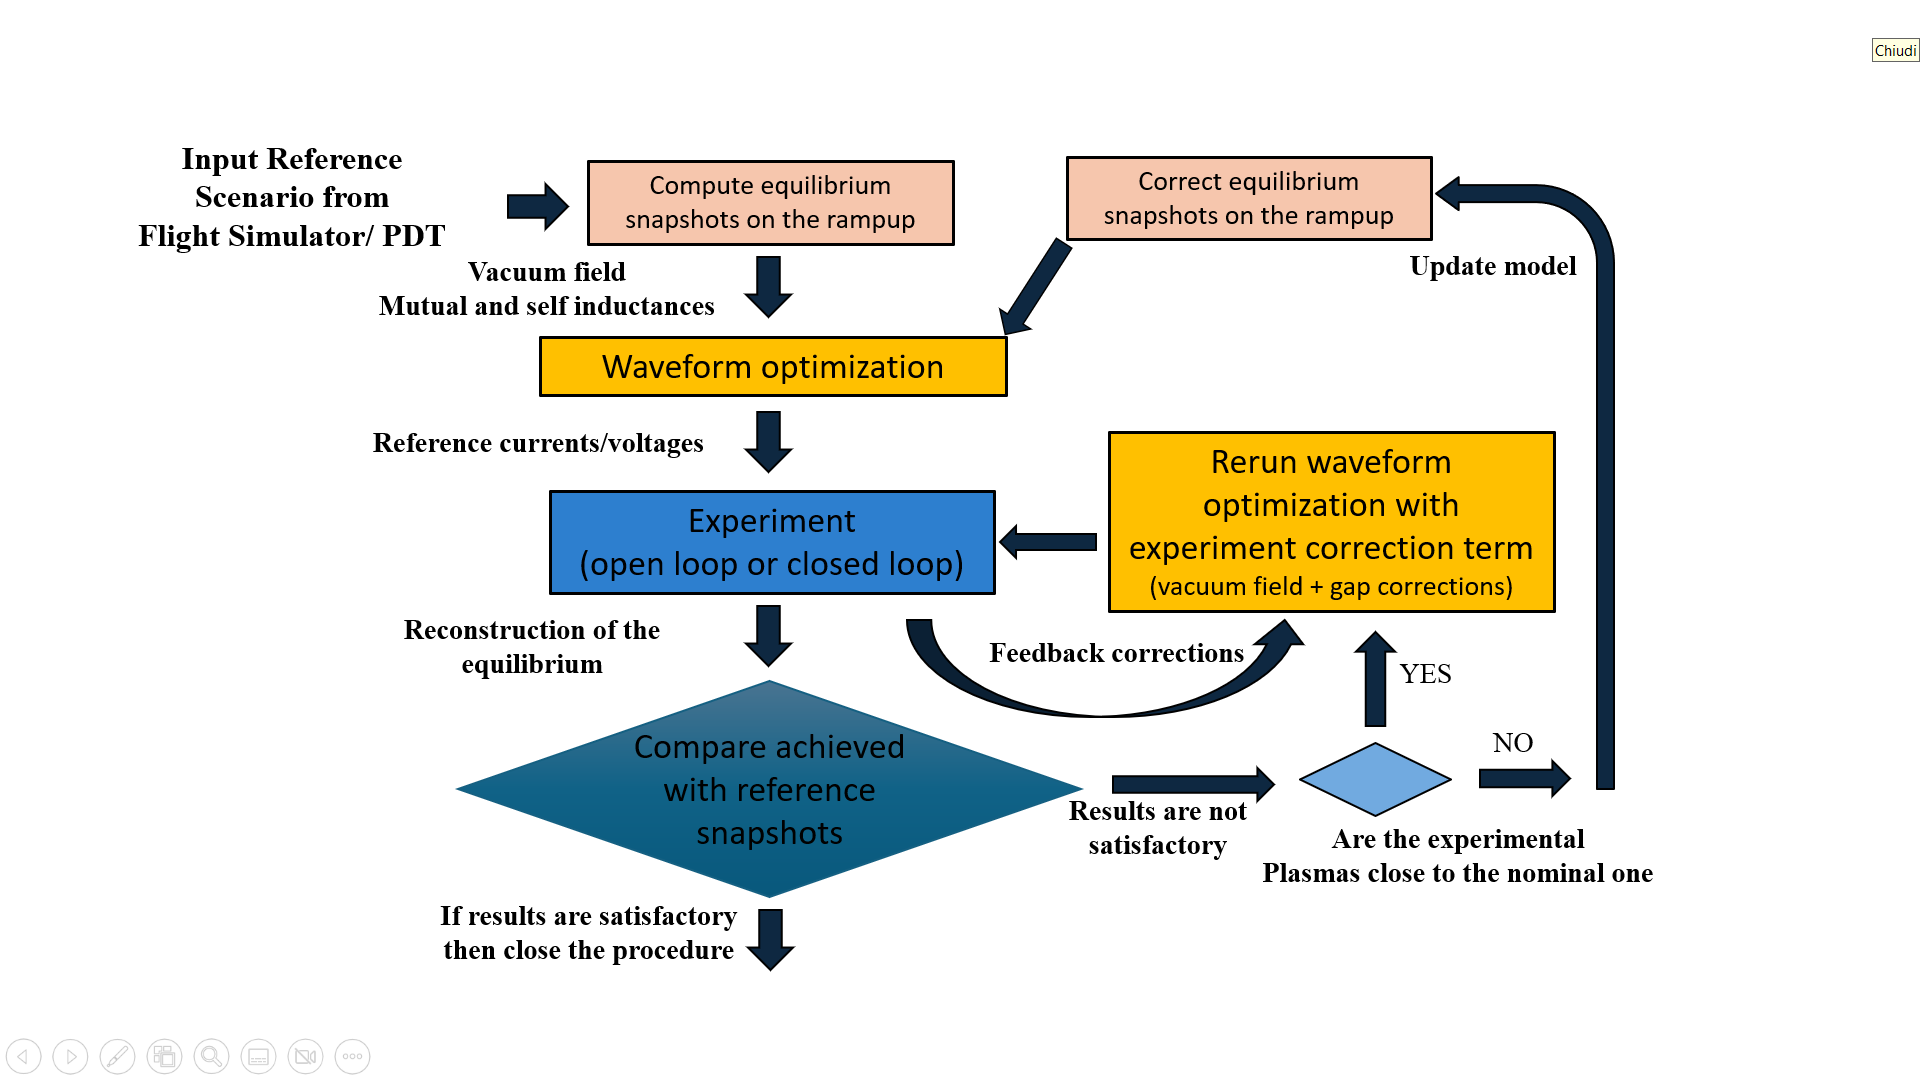 Chiudi
Input Reference
Scenario from
Flight Simulator/ PDT
Compute equilibrium
snapshots on the rampup
Correct equilibrium
snapshots on the rampup
Update model
Vacuum field
Mutual and self inductances
Waveform optimization
Reference currents/voltages
Rerun waveform
optimization with
experiment correction term
(vacuum field + gap corrections)
Experiment
(open loop or closed loop)
Reconstruction of the
equilibrium
Feedback corrections
YES
NO
Compare achieved
with reference
snapshots
Results are not
satisfactory
Are the experimental
Plasmas close to the nominal one
If results are satisfactory
then close the procedure